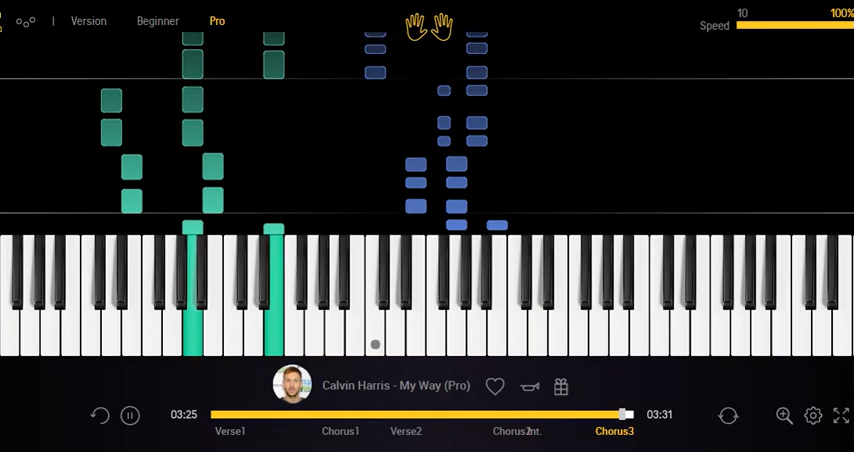 Version Beginner Pro
10 100%
Speed
Calvin Harris - My Way (Pro)
03:25 03:31
Verse1 Chorus1 Verse2 Chorus2 Int. Chorus3